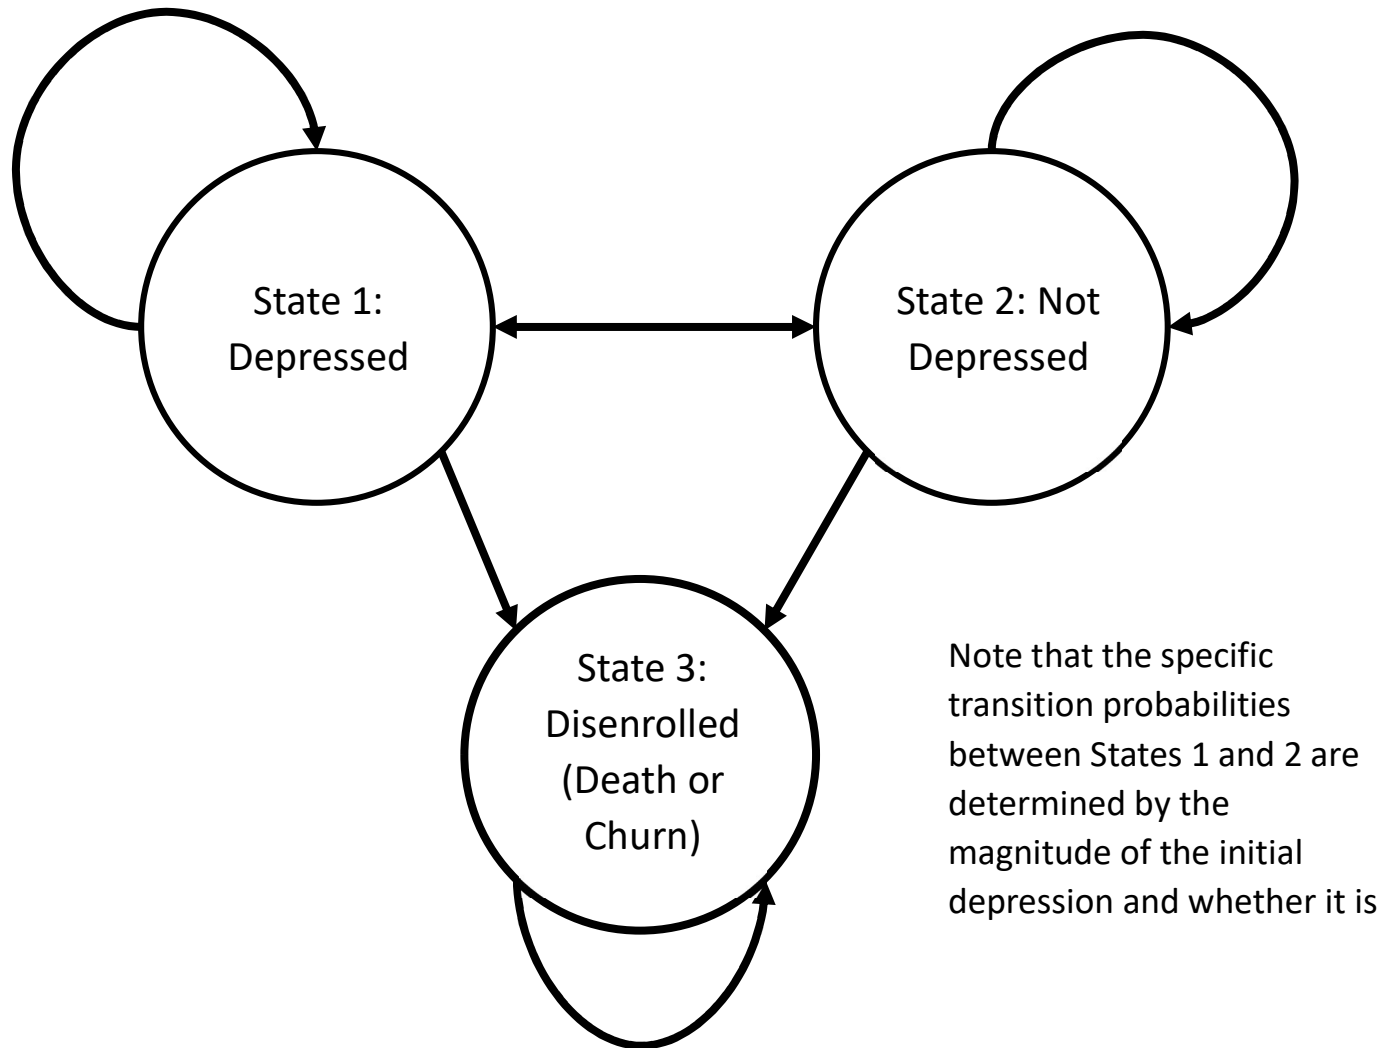 State 1:
Depressed
State 2: Not
Depressed
State 3:
Disenrolled
(Death or
Churn)
Note that the specific
transition probabilities
between States 1 and 2 are
determined by the
magnitude of the initial
depression and whether it is